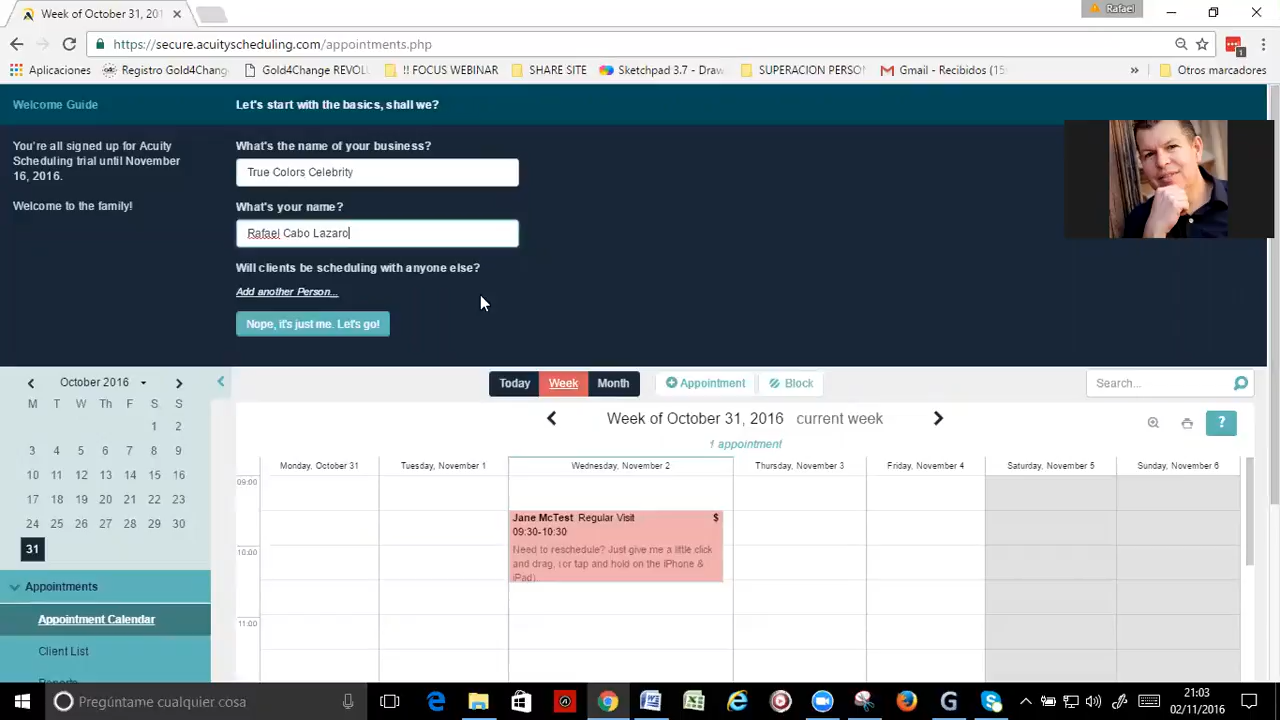 Week of October 31, 201
Rafael
https://secure.acuityscheduling.com/appointments.php
1
Aplicaciones
Registro Gold4Chang
Gold4Change REVOL
!! FOCUS WEBINAR
SHARE SITE
Sketchpad 3.7 - Draw
SUPERACION PERSON
Gmail - Recibidos (15
»
Otros marcadores
Welcome Guide
Let's start with the basics, shall we?
You're all signed up for Acuity
Scheduling trial until November
16, 2016.
Welcome to the family!
What's the name of your business?
True Colors Celebrity
What's your name?
Rafael Cabo Lazaro
Will clients be scheduling with anyone else?
Add another Person...
Nope, it's just me. Let's go!
October 2016
M T W Th F S S
1 2
3 4 5 6 7 8 9
10 11 12 13 14 15 16
17 18 19 20 21 22 23
24 25 26 27 28 29 30
31
Appointments
Appointment Calendar
Client List
Reports
Today Week Month
Appointment
Block
Search...
Week of October 31, 2016 current week
?
1 appointment
Monday, October 31
Tuesday, November 1
Wednesday, November 2
Thursday, November 3
Friday, November 4
Saturday, November 5
Sunday, November 6
09:00
Jane McTest Regular Visit $
09:30-10:30
Need to reschedule? Just give me a little click
and drag, (or tap and hold on the iPhone &
iPad).
10:00
11:00
Pregúntame cualquier cosa
21:03
02/11/2016